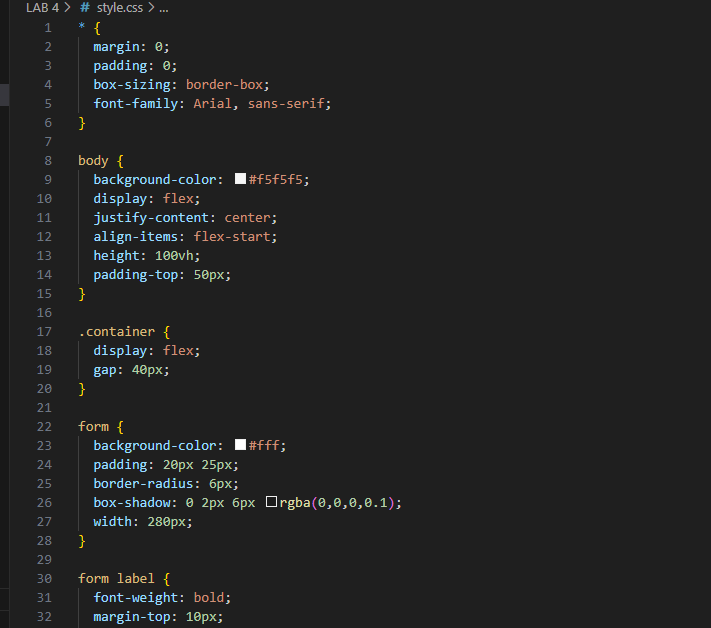 LAB 4 > # style.css > ...
1 * {
2 margin: 0;
3 padding: 0;
4 box-sizing: border-box;
5 font-family: Arial, sans-serif;
6 }
7
8 body {
9 background-color: #f5f5f5;
10 display: flex;
11 justify-content: center;
12 align-items: flex-start;
13 height: 100vh;
14 padding-top: 50px;
15 }
16
17 .container {
18 display: flex;
19 gap: 40px;
20 }
21
22 form {
23 background-color: #fff;
24 padding: 20px 25px;
25 border-radius: 6px;
26 box-shadow: 0 2px 6px rgba(0,0,0,0.1);
27 width: 280px;
28 }
29
30 form label {
31 font-weight: bold;
32 margin-top: 10px;